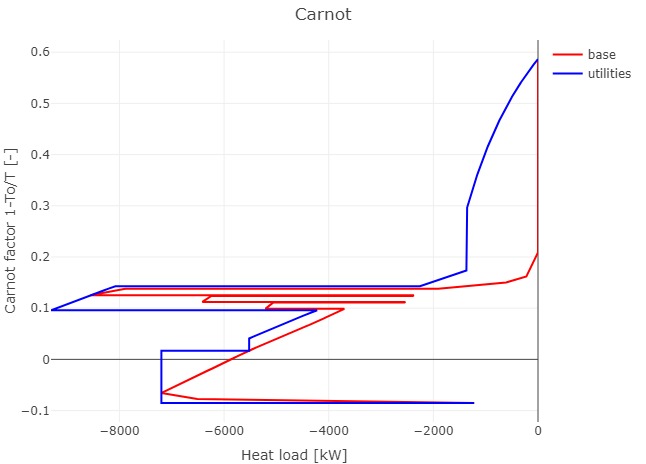 Carnot
base
utilities
Carnot factor 1-To/T [-]
0.6
0.5
0.4
0.3
0.2
0.1
0
−0.1
−8000
−6000
−4000
−2000
0
Heat load [kW]